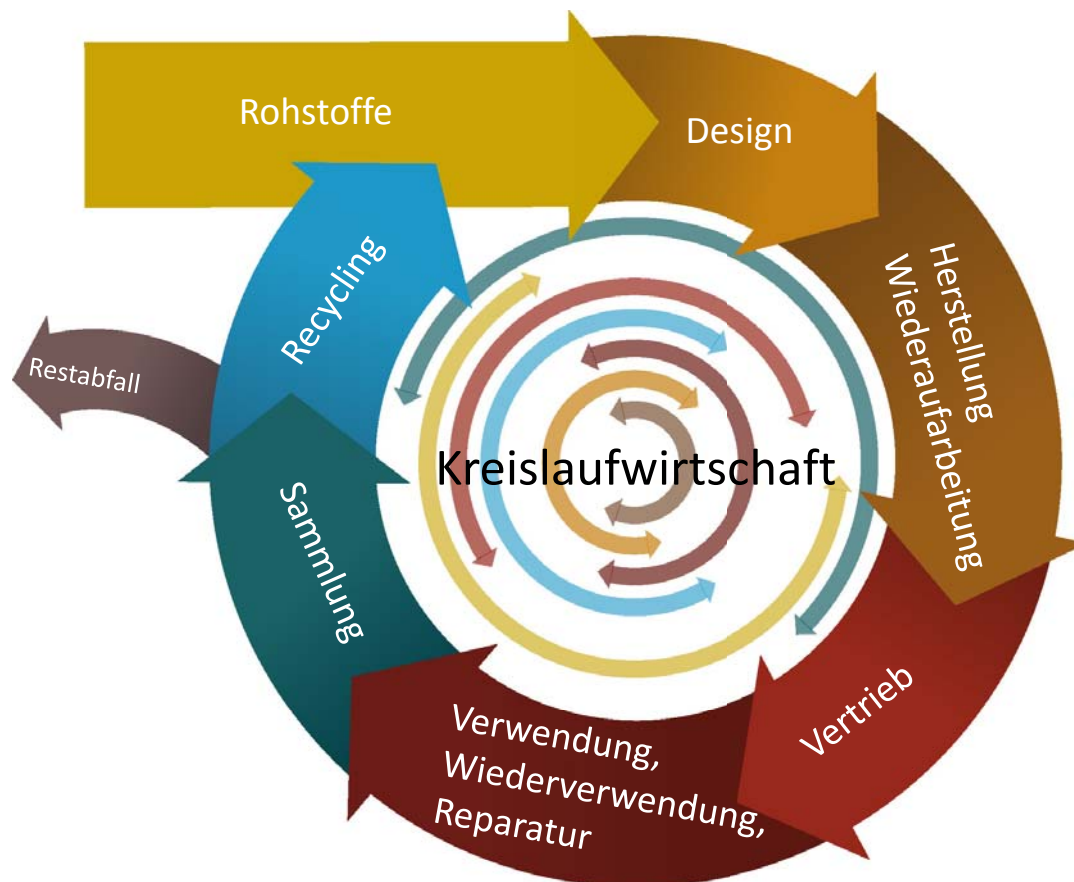 Rohstoffe
Design
Herstellung
Wiederaufarbeitung
Vertrieb
Verwendung,
Wiederverwendung,
Reparatur
Sammlung
Recycling
Restabfall
Kreislaufwirtschaft